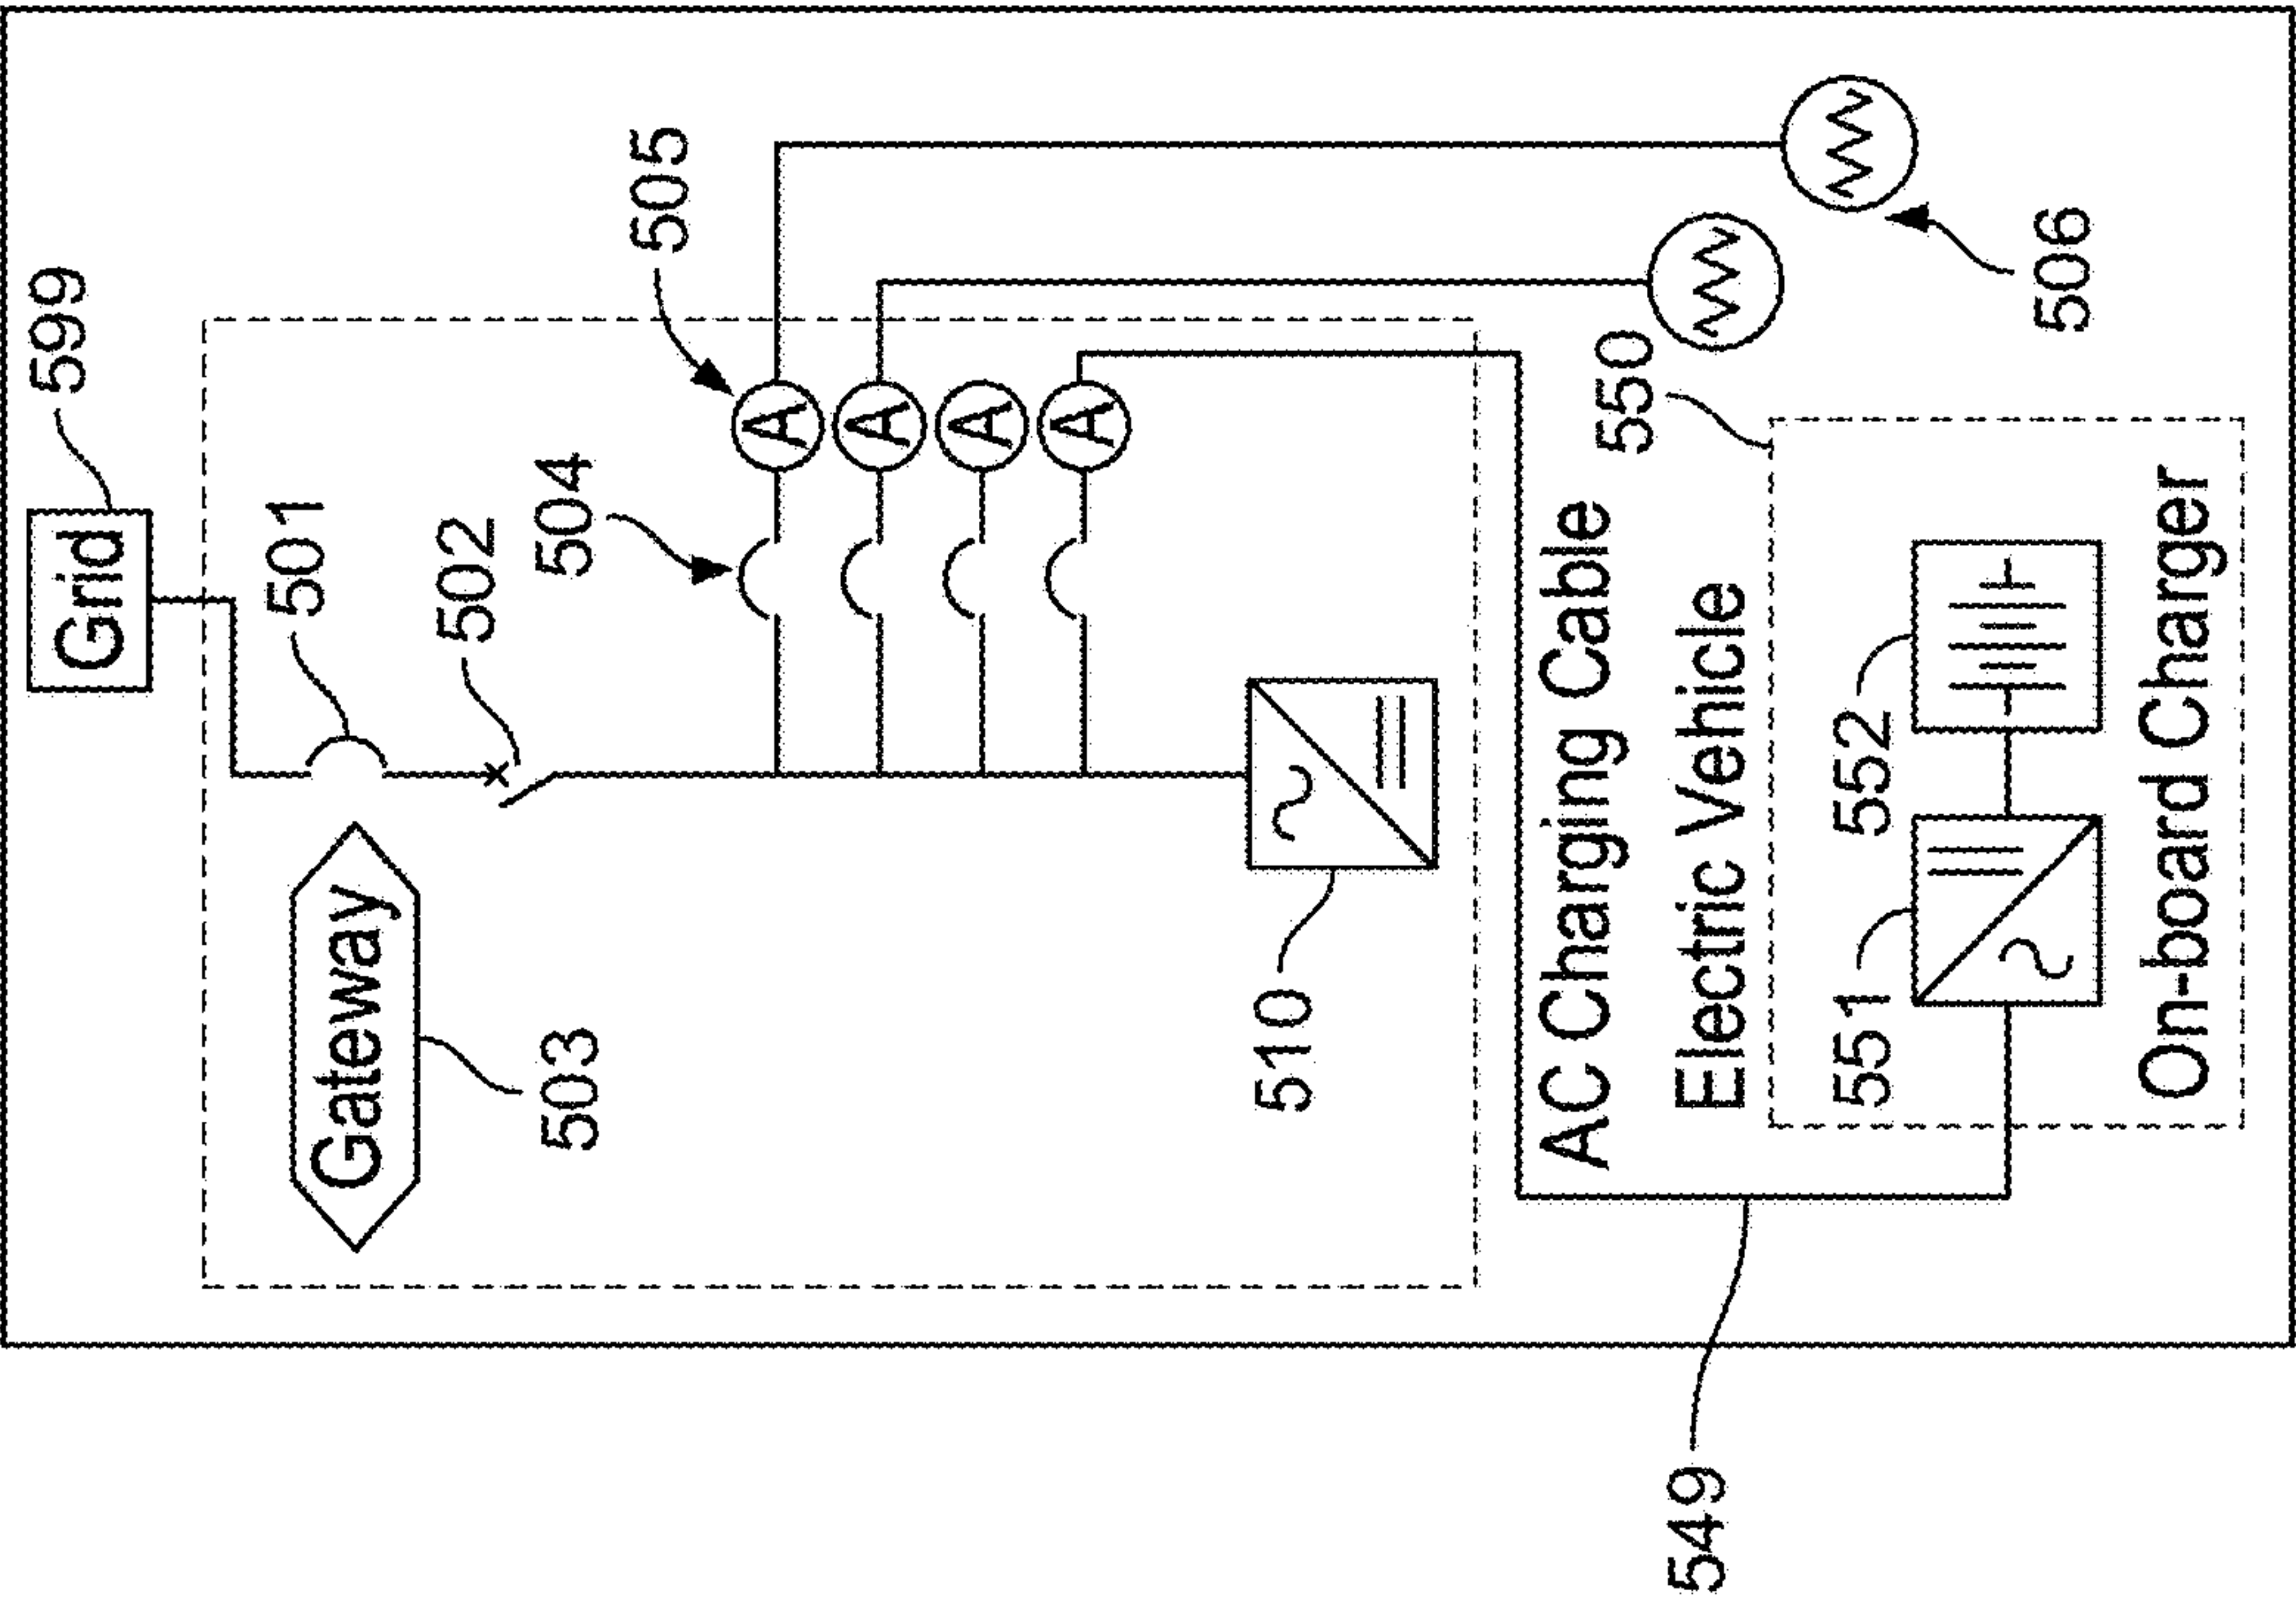 Grid
599
501
502
Gateway
503
504
505
A
A
A
A
510
AC Charging Cable
549
Electric Vehicle
550
551
552
On-board Charger
506